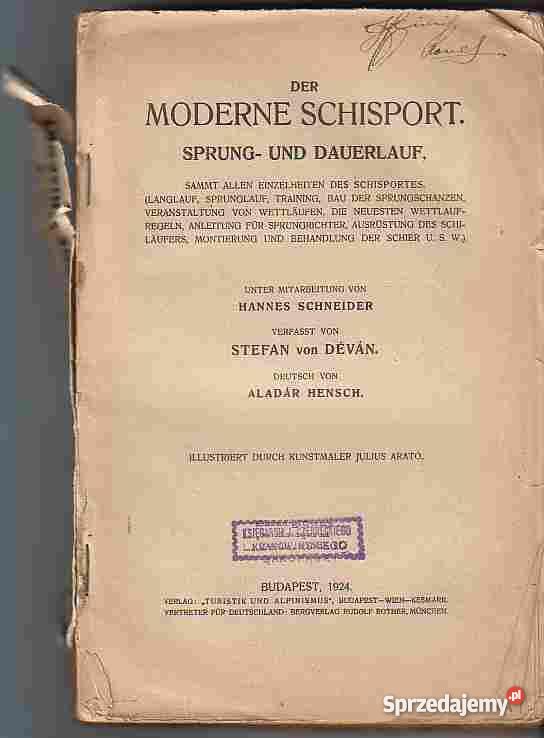 DER
MODERNE SCHISPORT.
SPRUNG- UND DAUERLAUF,
SAMMT ALLEN EINZELHEITEN DES SCHISPORTES.
(LANGLAUF, SPRUNGLAUF, TRAINING, BAU DER SPRUNGSCHANZEN,
VERANSTALTUNG VON WETTLÄUFEN, DIE NEUESTEN WETTLAUF-
REGELN, ANLEITUNG FÜR SPRUNGRICHTER, AUSRÜSTUNG DES SCHI-
LÄUFERS, MONTIERUNG UND BEHANDLUNG DER SCHIER U. S. W.)
UNTER MITARBEITUNG VON
HANNES SCHNEIDER
VERFASST VON
STEFAN von DÉVÁN.
DEUTSCH VON
ALADÁR HENSCH.
ILLUSTRIERT DURCH KUNSTMALER JULIUS ARATÓ.
BUDAPEST, 1924.
VERLAG: „TURISTIK UND ALPINISMUS", BUDAPEST—WIEN—KESMARK.
VERTRETER FÜR DEUTSCHLAND: BERGVERLAG RUDOLF ROTHER, MÜNCHEN.
Sprzedajemy.pl